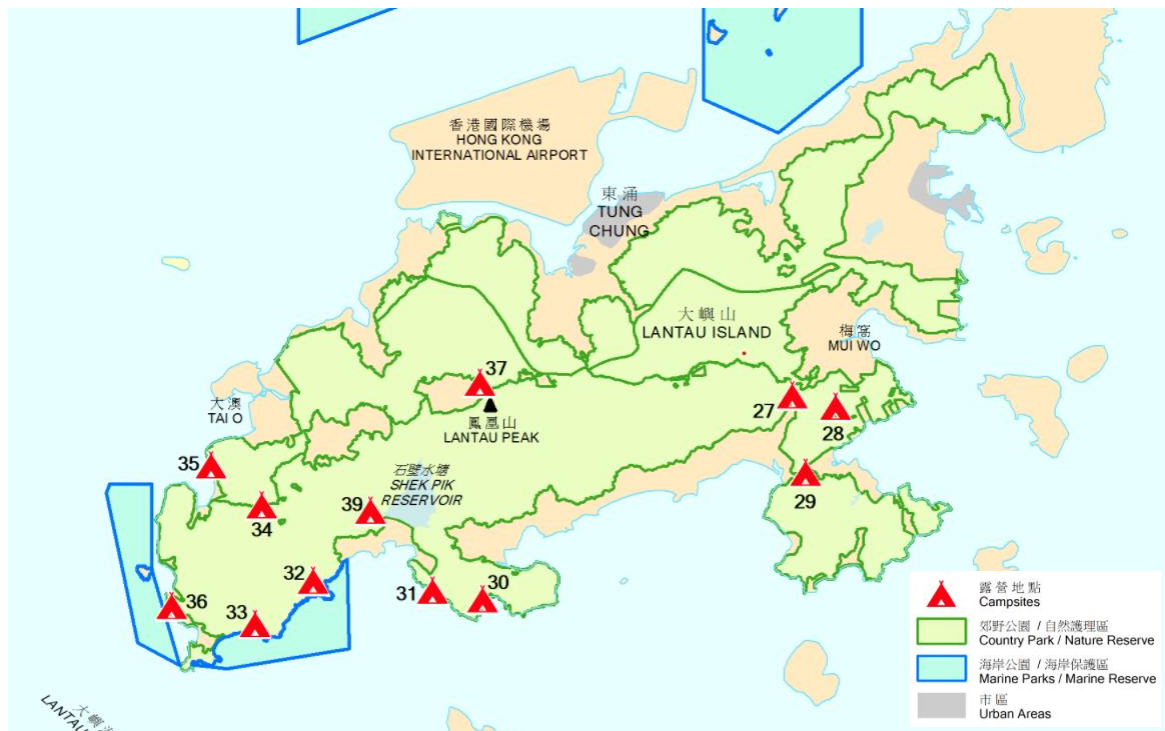 香港國際機場
HONG KONG
INTERNATIONAL AIRPORT
東涌
TUNG
CHUNG
大嶼山
LANTAU ISLAND
梅窩
MUI WO
37
鳳凰山
LANTAU PEAK
27
28
大澳
TAI O
35
石壁水塘
SHEK PIK
RESERVOIR
29
39
34
32
31
30
36
33
露營地點
Campsites
郊野公園 / 自然護理區
Country Park / Nature Reserve
海岸公園 / 海岸保護區
Marine Parks / Marine Reserve
市區
Urban Areas
大嶼
LANTAU